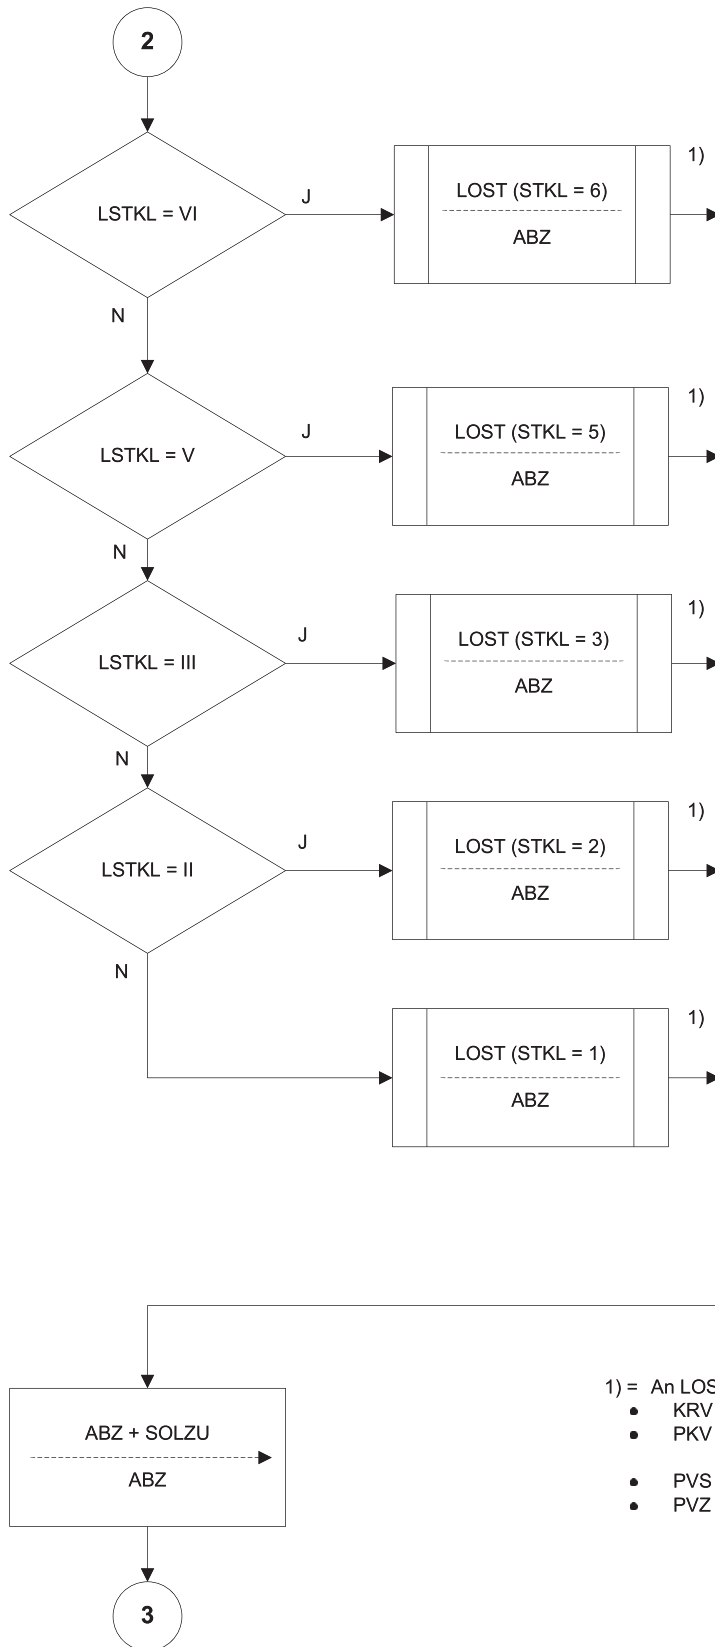 2
LSTKL = VI
J
LOST (STKL = 6)
ABZ
1)
N
LSTKL = V
J
LOST (STKL = 5)
ABZ
1)
N
LSTKL = III
J
LOST (STKL = 3)
ABZ
1)
N
LSTKL = II
J
LOST (STKL = 2)
ABZ
1)
N
LOST (STKL = 1)
ABZ
1)
ABZ + SOLZU
ABZ
1) = An LOS
• KRV
• PKV
• PVS
• PVZ
3